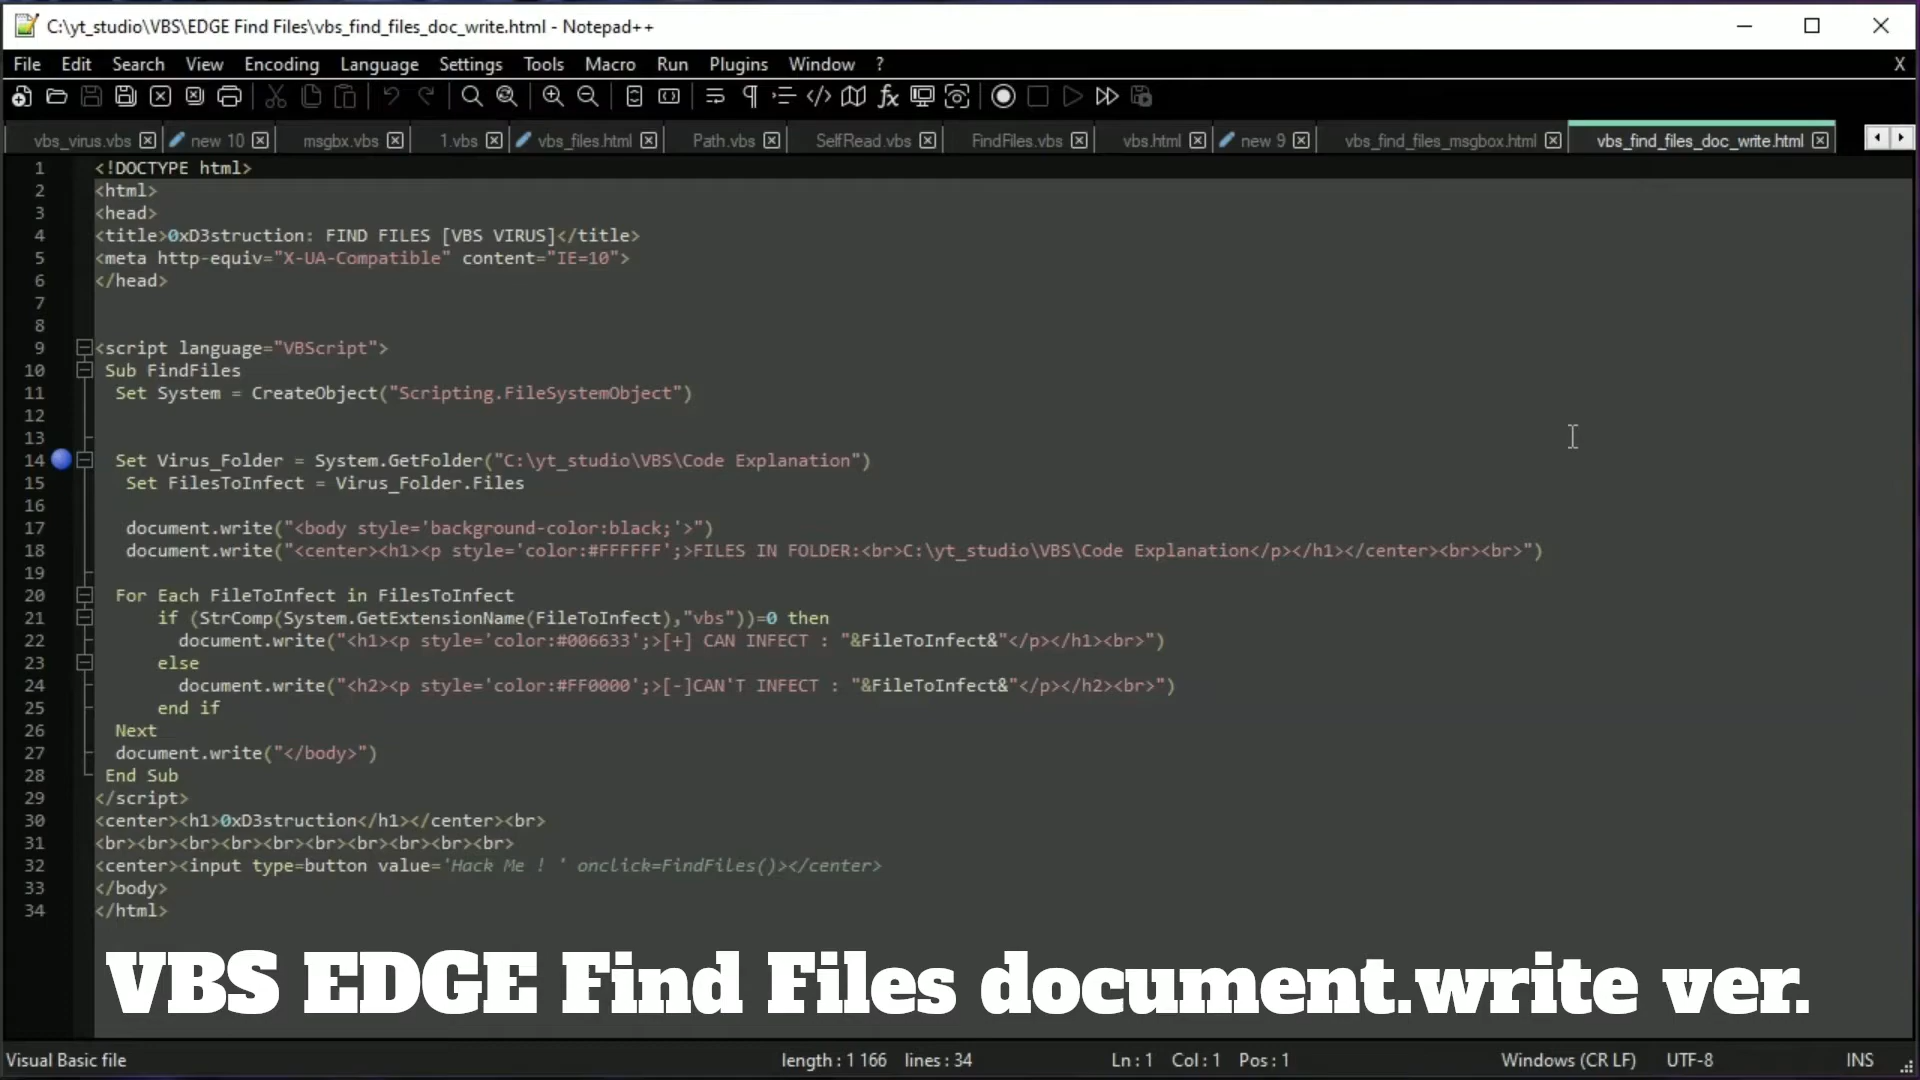 C:\yt_studio\VBS\EDGE Find Files\vbs_find_files_doc_write.html - Notepad++
File Edit Search View Encoding Language Settings Tools Macro Run Plugins Window ? X
vbs_virus.vbs new 10 msgbx.vbs 1.vbs vbs_files.html Path.vbs SelfRead.vbs FindFiles.vbs vbs.html new 9 vbs_find_files_msgbox.html vbs_find_files_doc_write.html
1 <!DOCTYPE html>
2 <html>
3 <head>
4 <title>0xD3struction: FIND FILES [VBS VIRUS]</title>
5 <meta http-equiv="X-UA-Compatible" content="IE=10">
6 </head>
7
8
9 <script language="VBScript">
10 Sub FindFiles
11 Set System = CreateObject("Scripting.FileSystemObject")
12
13
14 Set Virus_Folder = System.GetFolder("C:\yt_studio\VBS\Code Explanation")
15 Set FilesToInfect = Virus_Folder.Files
16
17 document.write("<body style='background-color:black;'>")
18 document.write("<center><h1><p style='color:#FFFFFF';>FILES IN FOLDER:<br>C:\yt_studio\VBS\Code Explanation</p></h1></center><br><br>")
19
20 For Each FileToInfect in FilesToInfect
21 if (StrComp(System.GetExtensionName(FileToInfect),"vbs"))=0 then
22 document.write("<h1><p style='color:#006633';>[+] CAN INFECT : "&FileToInfect&"</p></h1><br>")
23 else
24 document.write("<h2><p style='color:#FF0000';>[-]CAN'T INFECT : "&FileToInfect&"</p></h2><br>")
25 end if
26 Next
27 document.write("</body>")
28 End Sub
29 </script>
30 <center><h1>0xD3struction</h1></center><br>
31 <br><br><br><br><br><br><br><br><br><br>
32 <center><input type=button value='Hack Me ! ' onclick=FindFiles()></center>
33 </body>
34 </html>
VBS EDGE Find Files document.write ver.
Visual Basic file length : 1 166 lines : 34 Ln : 1 Col : 1 Pos : 1 Windows (CR LF) UTF-8 INS